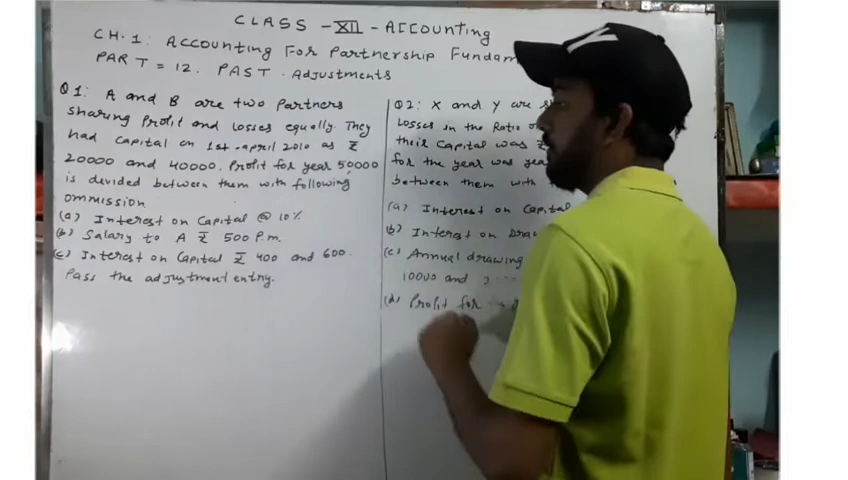 CLASS - XII - ACCOUNTING
CH-1: ACCOUNTING FOR PARTNERSHIP FUNDAM
PART = 12. PAST. Adjustments
Q1: A and B are two Partners
sharing Profit and losses equally. They
had Capital on 1st-april 2010 as ₹
20000 and 40000. Profit for year 50000
is divided between them with following
ommission
(a) Interest on Capital @ 10%
(b) Salary to A ₹ 500 P.m.
(c) Interest on Capital ₹ 400 and 600.
Pass the adjustment entry.
Q2: X and Y are
Losses in the Ratio
their Capital was ₹
for the year was
between them with
(a) Interest on Capital
(b) Interest on
(c) Annual drawing
10000 and
(d) Profit for